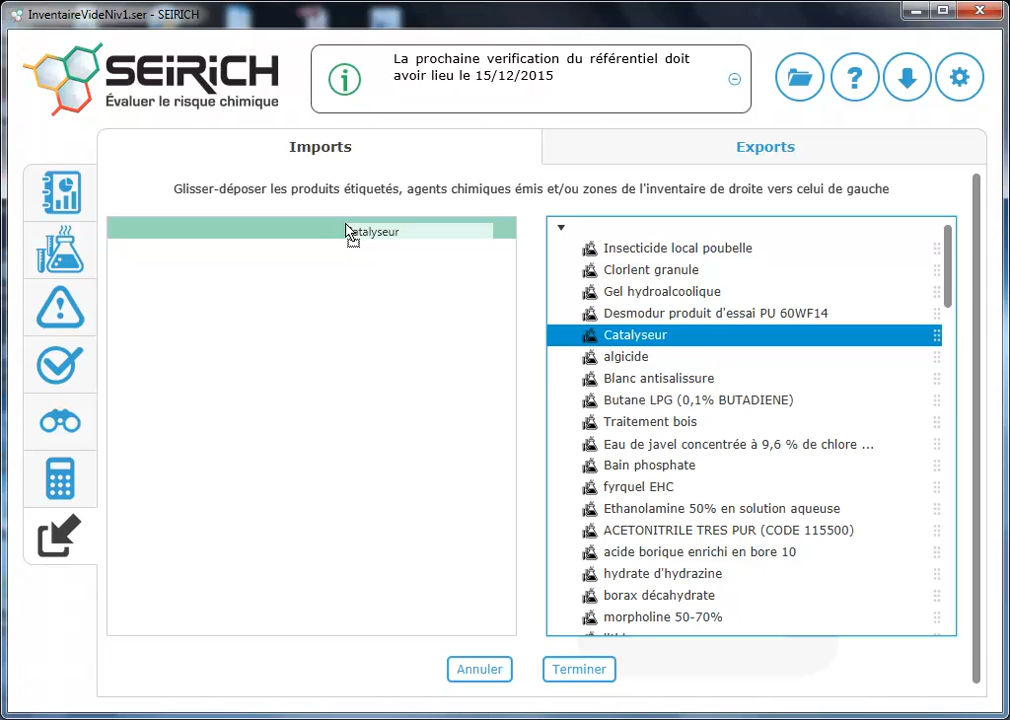 InventaireVideNiv1.ser - SEIRICH
SEIRICH
Évaluer le risque chimique
La prochaine verification du référentiel doit
avoir lieu le 15/12/2015
Imports
Exports
Glisser-déposer les produits étiquetés, agents chimiques émis et/ou zones de l'inventaire de droite vers celui de gauche
Catalyseur
Insecticide local poubelle
Clorlent granule
Gel hydroalcoolique
Desmodur produit d'essai PU 60WF14
Catalyseur
algicide
Blanc antisalissure
Butane LPG (0,1% BUTADIENE)
Traitement bois
Eau de javel concentrée à 9,6 % de chlore ...
Bain phosphate
fyrquel EHC
Ethanolamine 50% en solution aqueuse
ACETONITRILE TRES PUR (CODE 115500)
acide borique enrichi en bore 10
hydrate d'hydrazine
borax décahydrate
morpholine 50-70%
Annuler
Terminer